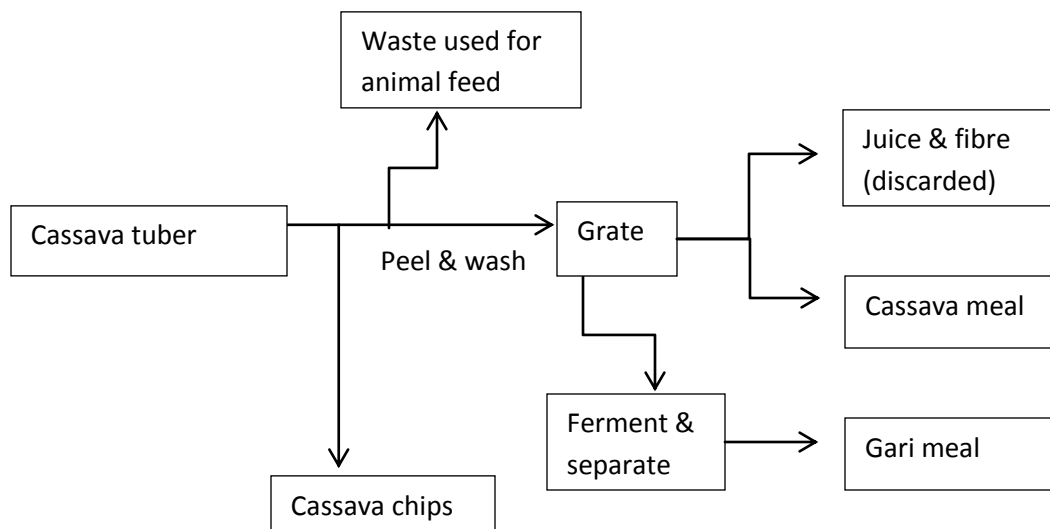 Waste used for
animal feed
Juice & fibre
(discarded)
Cassava tuber
Grate
Peel & wash
Cassava meal
Ferment &
separate
Gari meal
Cassava chips